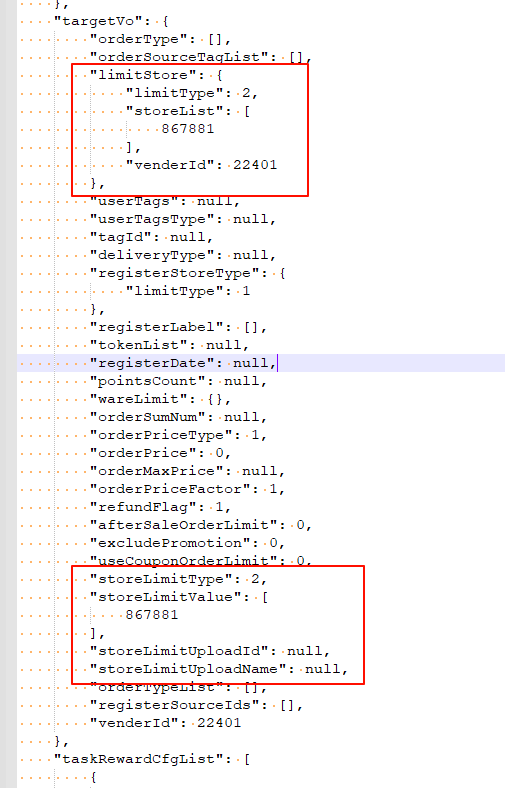 },
"targetVo": {
"orderType": [],
"orderSourceTagList": [],
"limitStore": {
"limitType": 2,
"storeList": [
867881
],
"venderId": 22401
},
"userTags": null,
"userTagsType": null,
"tagId": null,
"deliveryType": null,
"registerStoreType": {
"limitType": 1
},
"registerLabel": [],
"tokenList": null,
"registerDate": null,
"pointsCount": null,
"wareLimit": {},
"orderSumNum": null,
"orderPriceType": 1,
"orderPrice": 0,
"orderMaxPrice": null,
"orderPriceFactor": 1,
"refundFlag": 1,
"afterSaleOrderLimit": 0,
"excludePromotion": 0,
"useCouponOrderLimit": 0,
"storeLimitType": 2,
"storeLimitValue": [
867881
],
"storeLimitUploadId": null,
"storeLimitUploadName": null,
"orderTypeList": [],
"registerSourceIds": [],
"venderId": 22401
},
"taskRewardCfgList": [
{